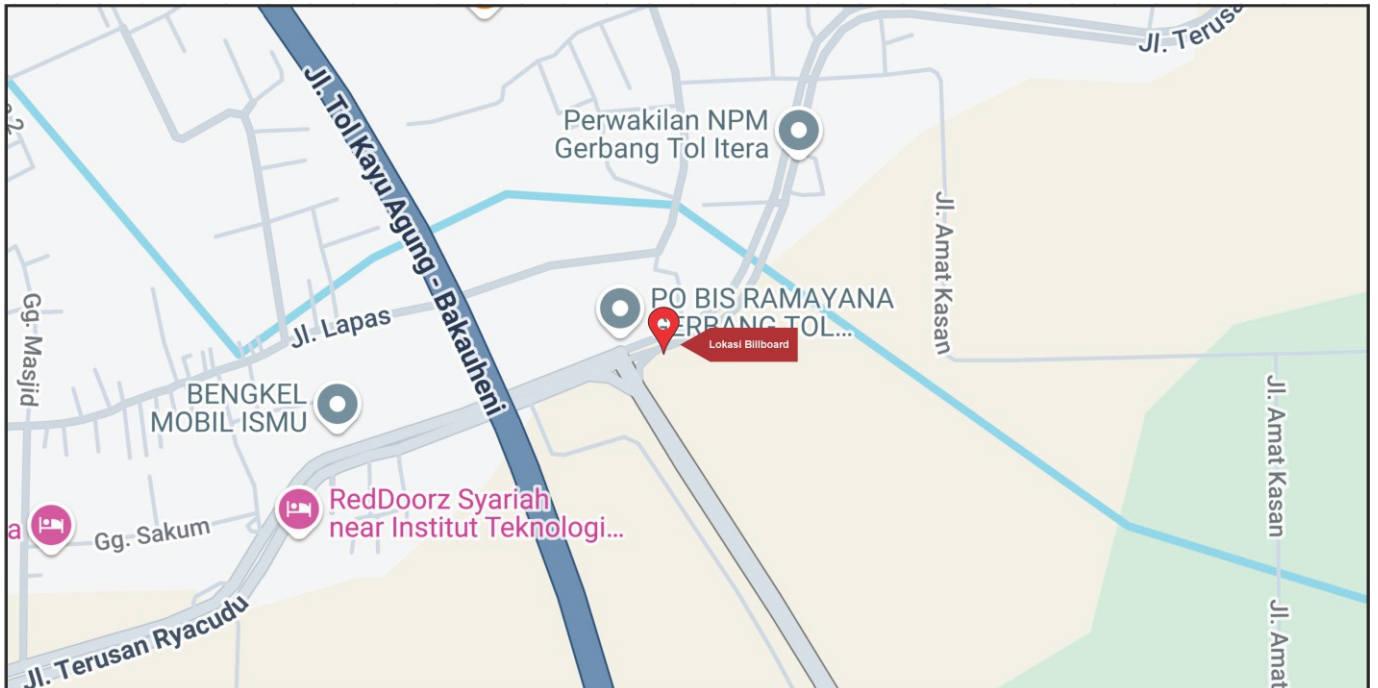 Jl. Terus
Jl. Tol Kayu Agung - Bakauheni
Perwakilan NPM
Gerbang Tol Itera
Jl. Amat Kasan
PO BIS RAMAYANA
GERBANG TOL...
Lokasi Billboard
Jl. Lapas
Gg. Masjid
BENGKEL
MOBIL ISMU
Jl. Amat Kasan
RedDoorz Syariah
near Institut Teknologi...
a
Gg. Sakum
Jl. Terusan Ryacudu
Jl. Amat